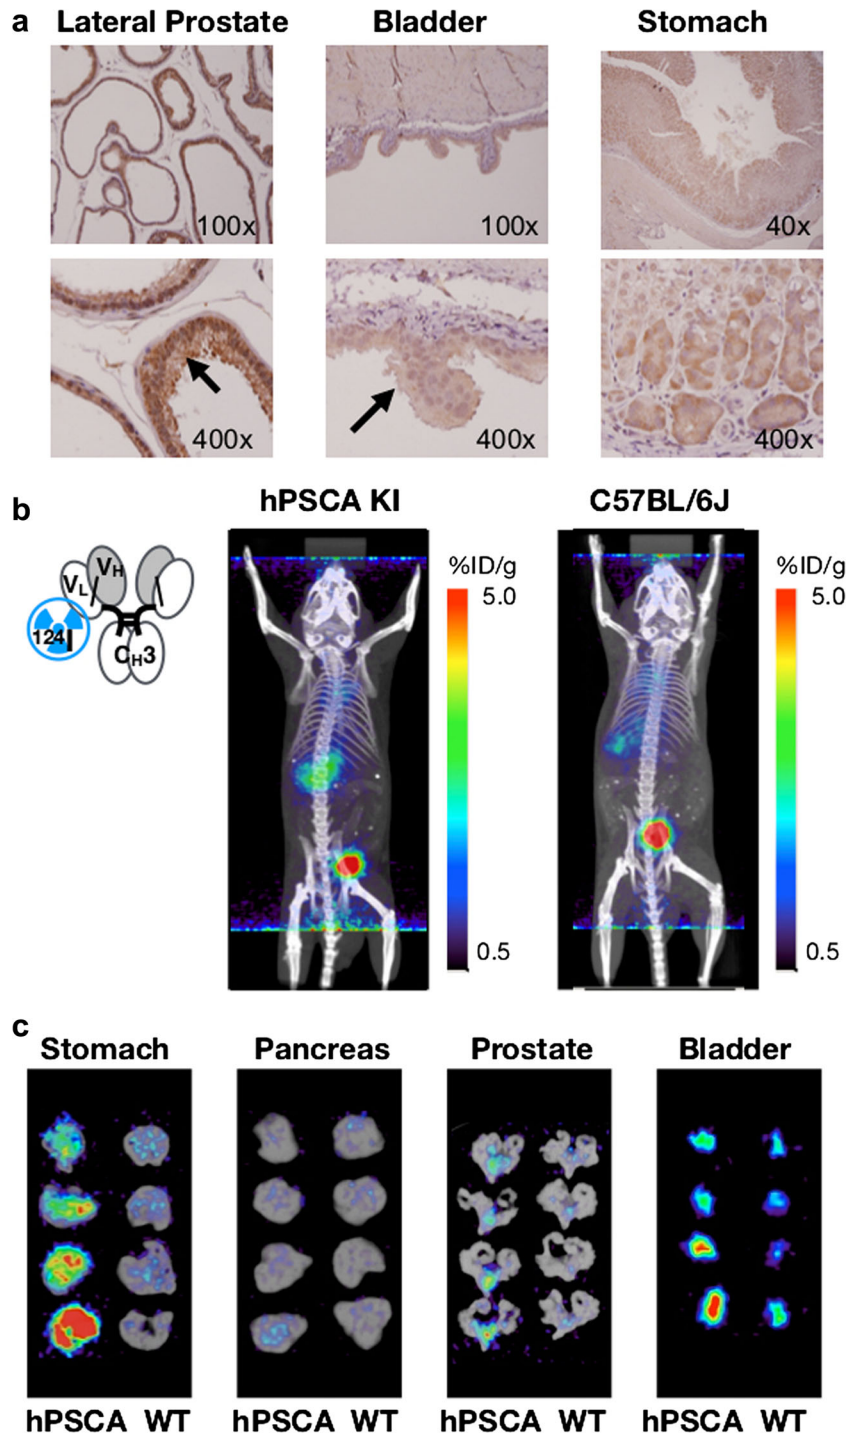 a
Lateral Prostate Bladder Stomach
100x 100x 40x
400x 400x 400x
b
hPSCA KI C57BL/6J
VL VH
124I
CH3
%ID/g %ID/g
5.0 5.0
0.5 0.5
c
Stomach Pancreas Prostate Bladder
hPSCA WT hPSCA WT hPSCA WT hPSCA WT